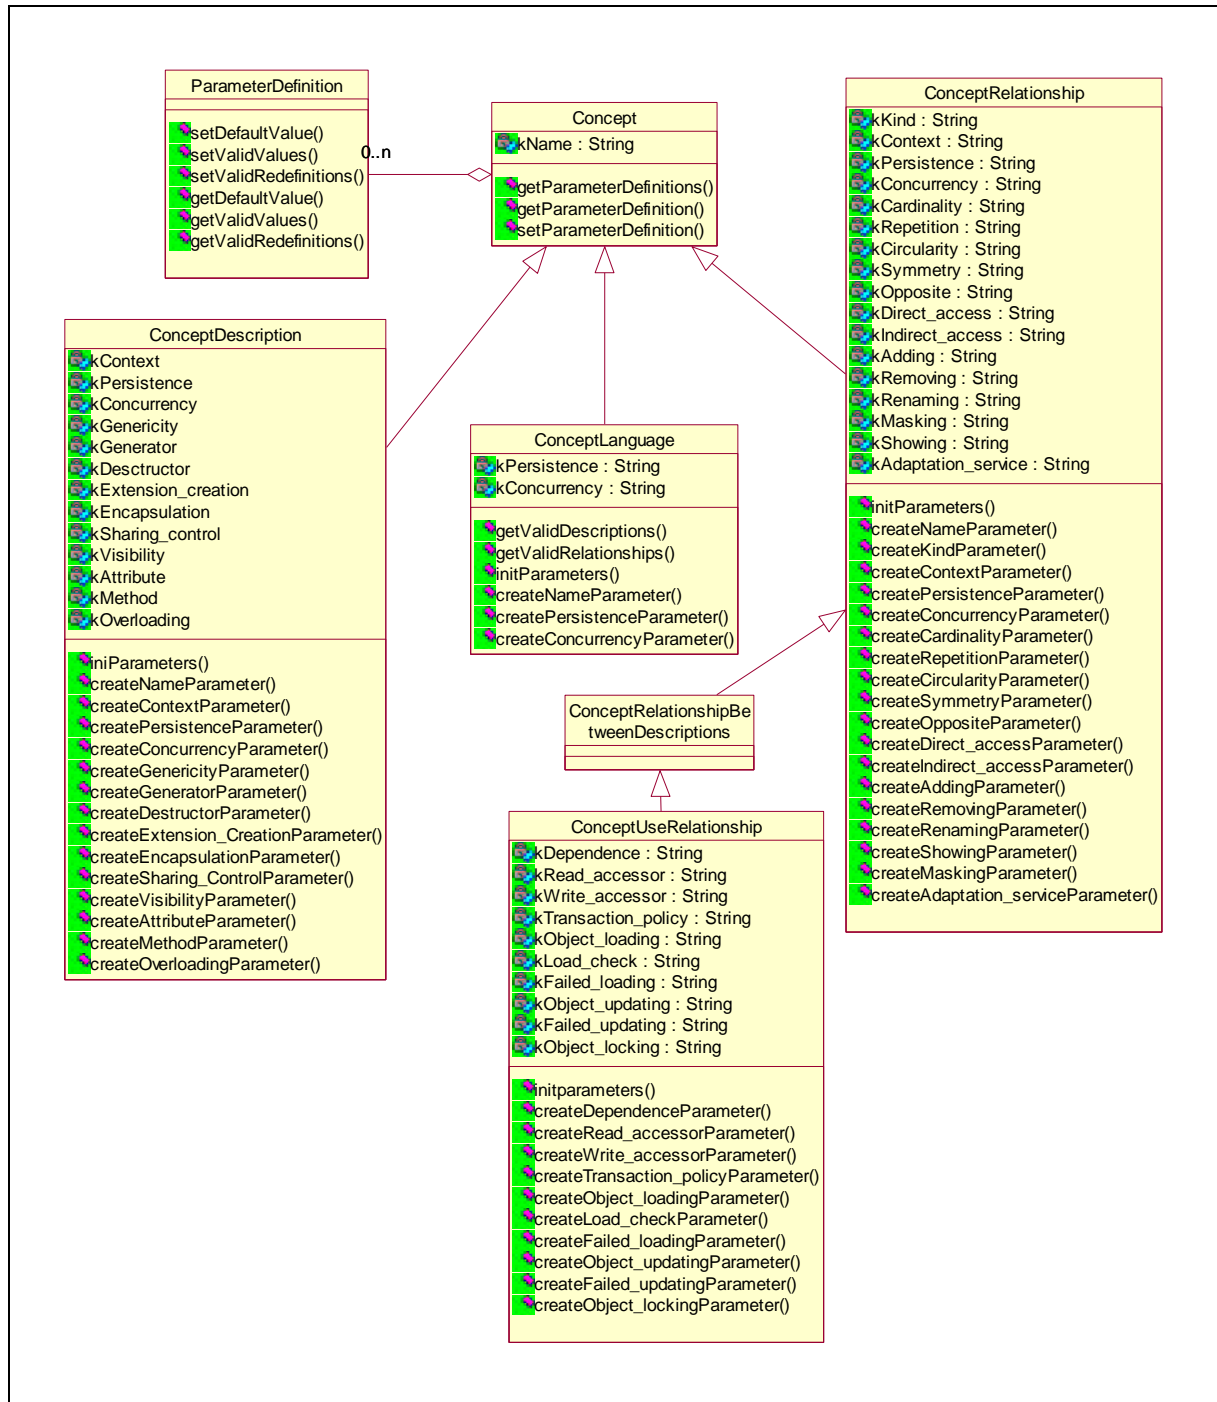 ParameterDefinition
setDefaultValue()
setValidValues()
setValidRedefinitions()
getDefaultValue()
getValidValues()
getValidRedefinitions()
0..n
Concept
kName : String
getParameterDefinitions()
getParameterDefinition()
setParameterDefinition()
ConceptRelationship
kKind : String
kContext : String
kPersistence : String
kConcurrency : String
kCardinality : String
kRepetition : String
kCircularity : String
kSymmetry : String
kOpposite : String
kDirect_access : String
kIndirect_access : String
kAdding : String
kRemoving : String
kRenaming : String
kMasking : String
kShowing : String
kAdaptation_service : String
initParameters()
createNameParameter()
createKindParameter()
createContextParameter()
createPersistenceParameter()
createConcurrencyParameter()
createCardinalityParameter()
createRepetitionParameter()
createCircularityParameter()
createSymmetryParameter()
createOppositeParameter()
createDirect_accessParameter()
createIndirect_accessParameter()
createAddingParameter()
createRemovingParameter()
createRenamingParameter()
createShowingParameter()
createMaskingParameter()
createAdaptation_serviceParameter()
ConceptDescription
kContext
kPersistence
kConcurrency
kGenericity
kGenerator
kDesctructor
kExtension_creation
kEncapsulation
kSharing_control
kVisibility
kAttribute
kMethod
kOverloading
iniParameters()
createNameParameter()
createContextParameter()
createPersistenceParameter()
createConcurrencyParameter()
createGenericityParameter()
createGeneratorParameter()
createDestructorParameter()
createExtension_CreationParameter()
createEncapsulationParameter()
createSharing_ControlParameter()
createVisibilityParameter()
createAttributeParameter()
createMethodParameter()
createOverloadingParameter()
ConceptLanguage
kPersistence : String
kConcurrency : String
getValidDescriptions()
getValidRelationships()
initParameters()
createNameParameter()
createPersistenceParameter()
createConcurrencyParameter()
ConceptRelationshipBe
tweenDescriptions
ConceptUseRelationship
kDependence : String
kRead_accessor : String
kWrite_accessor : String
kTransaction_policy : String
kObject_loading : String
kLoad_check : String
kFailed_loading : String
kObject_updating : String
kFailed_updating : String
kObject_locking : String
initparameters()
createDependenceParameter()
createRead_accessorParameter()
createWrite_accessorParameter()
createTransaction_policyParameter()
createObject_loadingParameter()
createLoad_checkParameter()
createFailed_loadingParameter()
createObject_updatingParameter()
createFailed_updatingParameter()
createObject_lockingParameter()